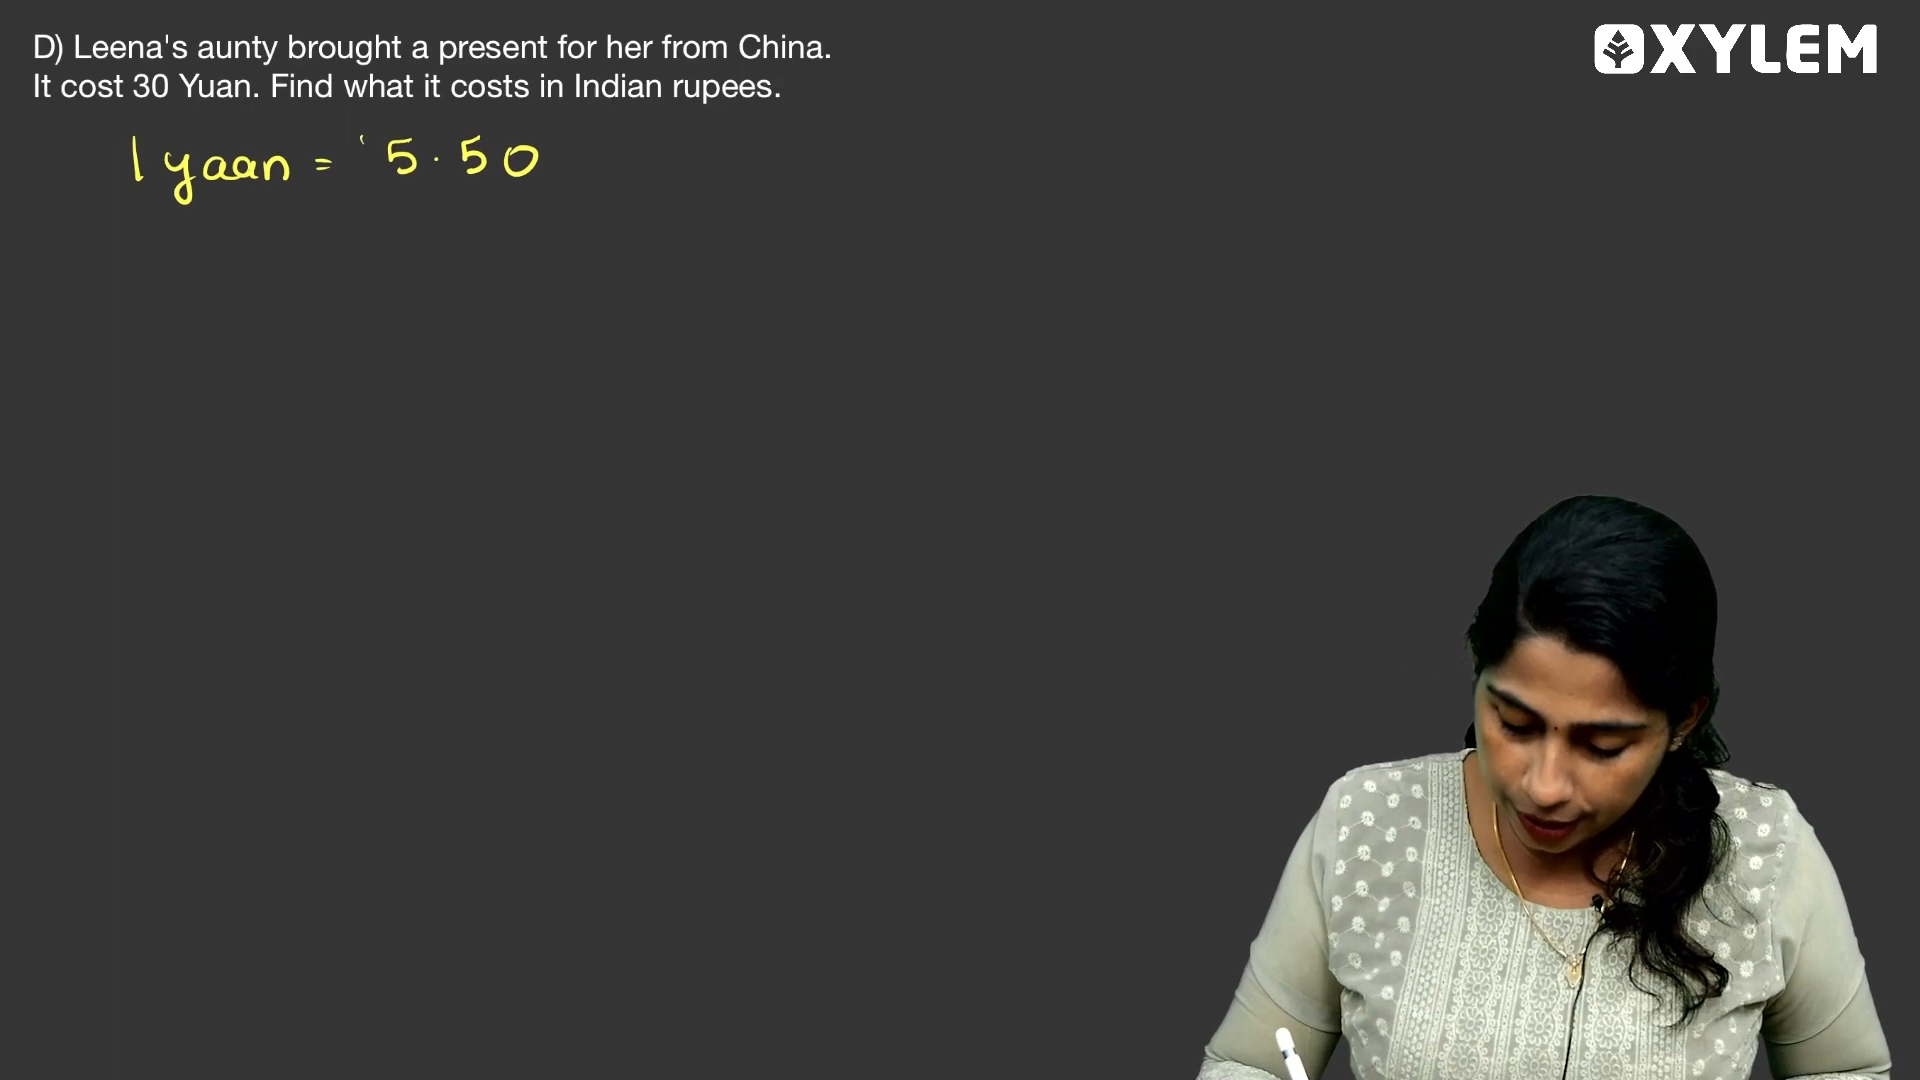 D) Leena's aunty brought a present for her from China.
It cost 30 Yuan. Find what it costs in Indian rupees.
1 yaan = 5.50
OXYLEM